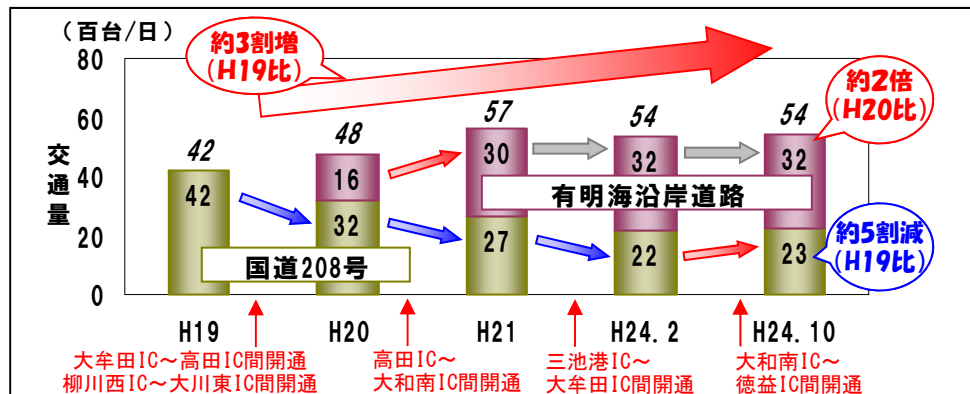 (百台/日)
約3割増
(H19比)
約2倍
(H20比)
80
60
40
20
0
交通量
42
48
57
54
54
42
16
32
30
27
32
22
32
23
有明海沿岸道路
国道208号
約5割減
(H19比)
H19
H20
H21
H24.2
H24.10
大牟田IC～高田IC間開通
柳川西IC～大川東IC間開通
高田IC～
大和南IC間開通
三池港IC～
大牟田IC間開通
大和南IC～
徳益IC間開通